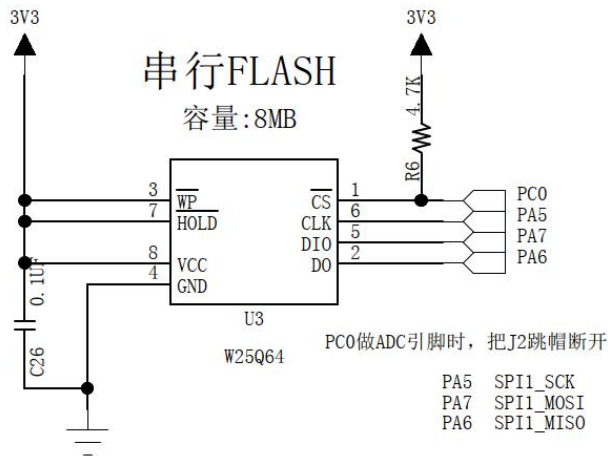 3V3
3V3
串行FLASH
容量:8MB
4.7K
R6
3
WP
CS
1
PC0
7
HOLD
CLK
6
PA5
DIO
5
PA7
8
VCC
DO
2
PA6
4
GND
0.1U
C26
U3
W25Q64
PC0做ADC引脚时，把J2跳帽断开
PA5 SPI1_SCK
PA7 SPI1_MOSI
PA6 SPI1_MISO